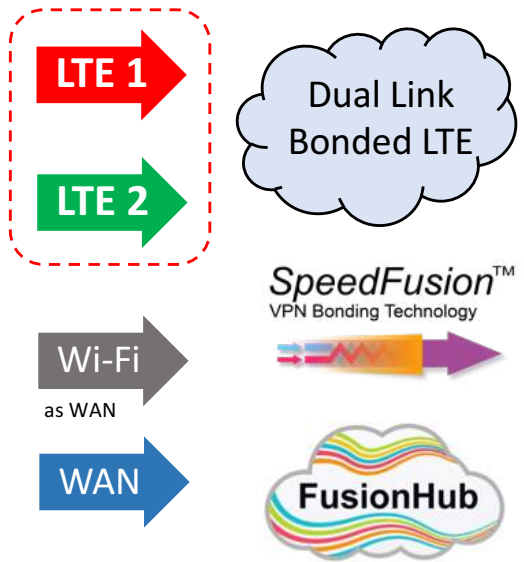 LTE 1
LTE 2
Dual Link
Bonded LTE
SpeedFusion™
VPN Bonding Technology
Wi-Fi
as WAN
WAN
FusionHub